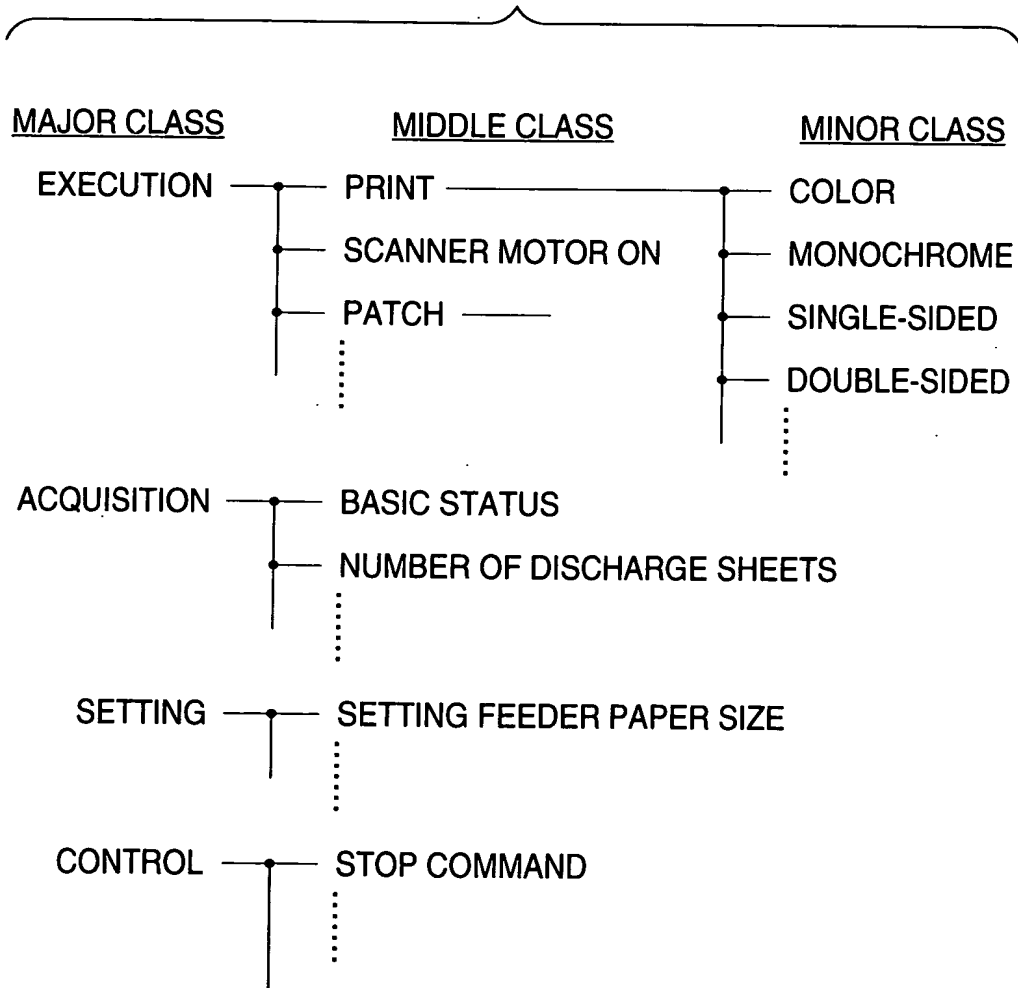 MAJOR CLASS MIDDLE CLASS MINOR CLASS
EXECUTION PRINT COLOR
SCANNER MOTOR ON MONOCHROME
PATCH SINGLE-SIDED
DOUBLE-SIDED
ACQUISITION BASIC STATUS
NUMBER OF DISCHARGE SHEETS
SETTING SETTING FEEDER PAPER SIZE
CONTROL STOP COMMAND